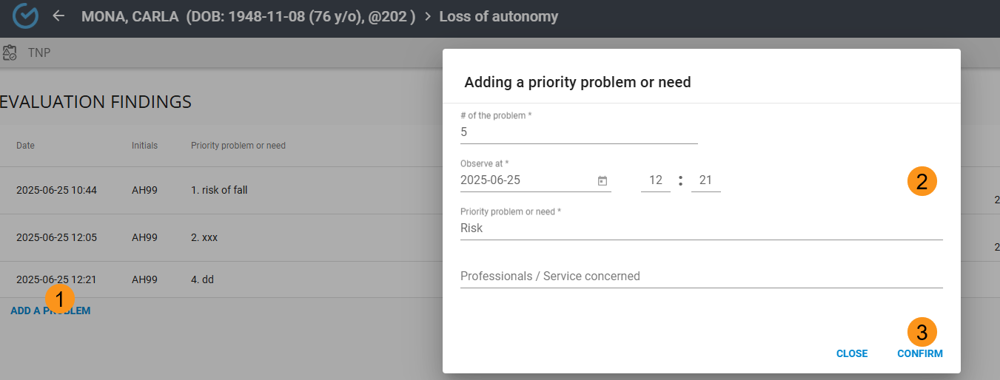 MONA, CARLA (DOB: 1948-11-08 (76 y/o), @202 ) > Loss of autonomy
TNP
EVALUATION FINDINGS
Date Initials Priority problem or need
2025-06-25 10:44 AH99 1. risk of fall
2
2025-06-25 12:05 AH99 2. xxx
2
2025-06-25 12:21 AH99 4. dd
1
ADD A PROBLEM
Adding a priority problem or need
# of the problem *
5
Observe at *
2025-06-25 12 : 21
2
Priority problem or need *
Risk
Professionals / Service concerned
3
CLOSE CONFIRM